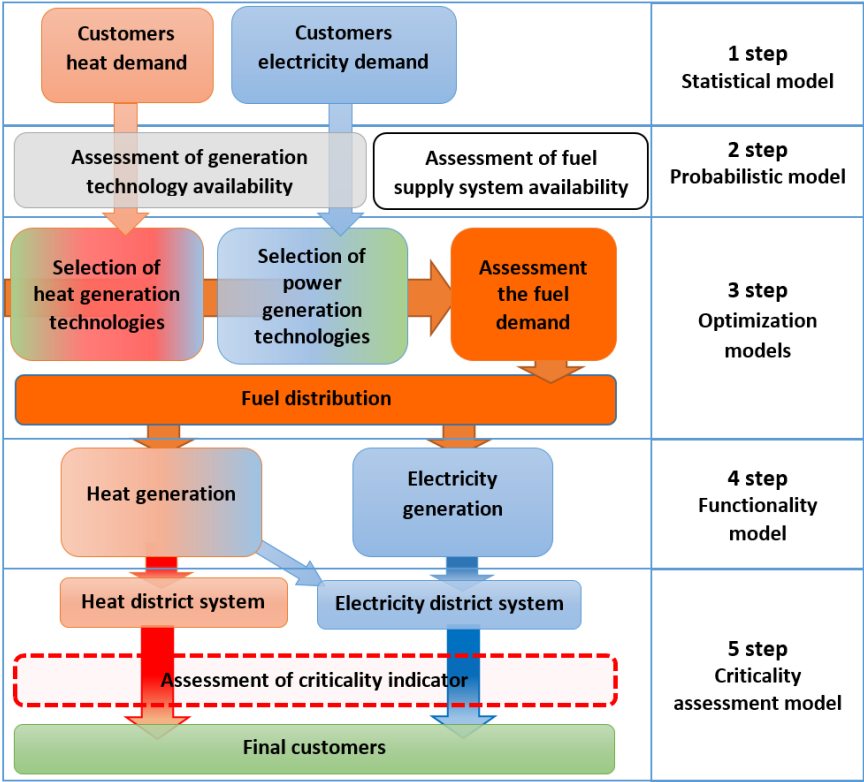 Customers
heat demand
Customers
electricity demand
1 step
Statistical model
Assessment of generation
technology availability
Assessment of fuel
supply system availability
2 step
Probabilistic model
Selection of
heat generation
technologies
Selection of
power
generation
technologies
Assessment
the fuel
demand
3 step
Optimization
models
Fuel distribution
Heat generation
Electricity
generation
4 step
Functionality
model
Heat district system
Electricity district system
5 step
Criticality
assessment model
Assessment of criticality indicator
Final customers